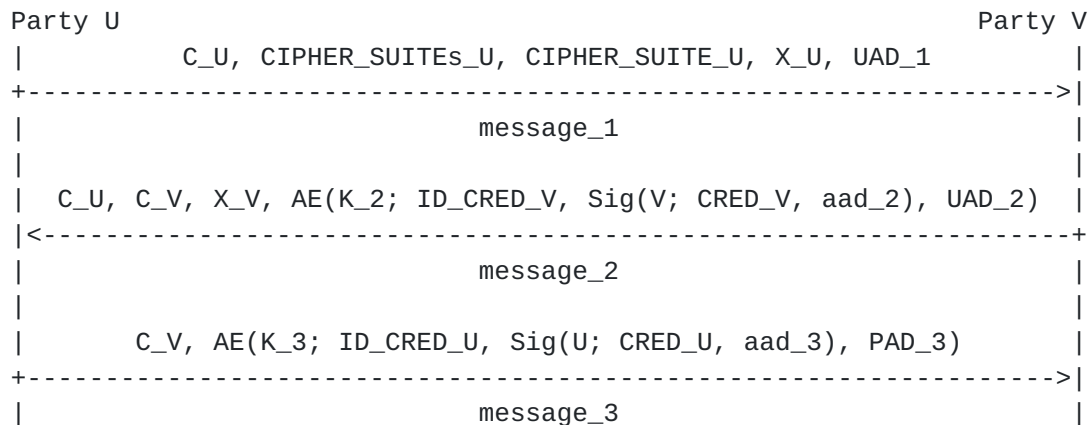 Party U                                                       Party V
|          C_U, CIPHER_SUITEs_U, CIPHER_SUITE_U, X_U, UAD_1         |
+------------------------------------------------------------------>|
|                             message_1                             |
|                                                                   |
|  C_U, C_V, X_V, AE(K_2; ID_CRED_V, Sig(V; CRED_V, aad_2), UAD_2)  |
|<------------------------------------------------------------------+
|                             message_2                             |
|                                                                   |
|       C_V, AE(K_3; ID_CRED_U, Sig(U; CRED_U, aad_3), PAD_3)       |
+------------------------------------------------------------------>|
|                             message_3                             |